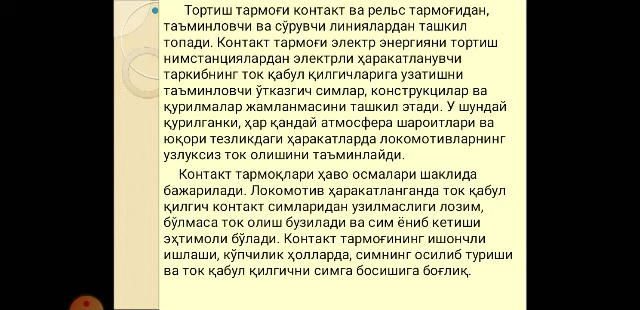 Тортиш тармоғи контакт ва рельс тармоғидан,
таъминловчи ва сўрувчи линиялардан ташкил
топади. Контакт тармоғи электр энергияни тортиш
нимстанциялардан электрли ҳаракатланувчи
таркибнинг ток қабул қилгичларига узатишни
таъминловчи ўтказгич симлар, конструкцилар ва
қурилмалар жамланмасини ташкил этади. У шундай
қурилганки, ҳар қандай атмосфера шароитлари ва
юқори тезликдаги ҳаракатларда локомотивларнинг
узлуксиз ток олишини таъминлайди.
Контакт тармоқлари ҳаво осмалари шаклида
бажарилади. Локомотив ҳаракатланганда ток қабул
қилгич контакт симларидан узилмаслиги лозим,
бўлмаса ток олиш бузилади ва сим ёниб кетиши
эҳтимоли бўлади. Контакт тармоғининг ишончли
ишлаши, кўпчилик ҳолларда, симнинг осилиб туриши
ва ток қабул қилгични симга босишига боғлиқ.